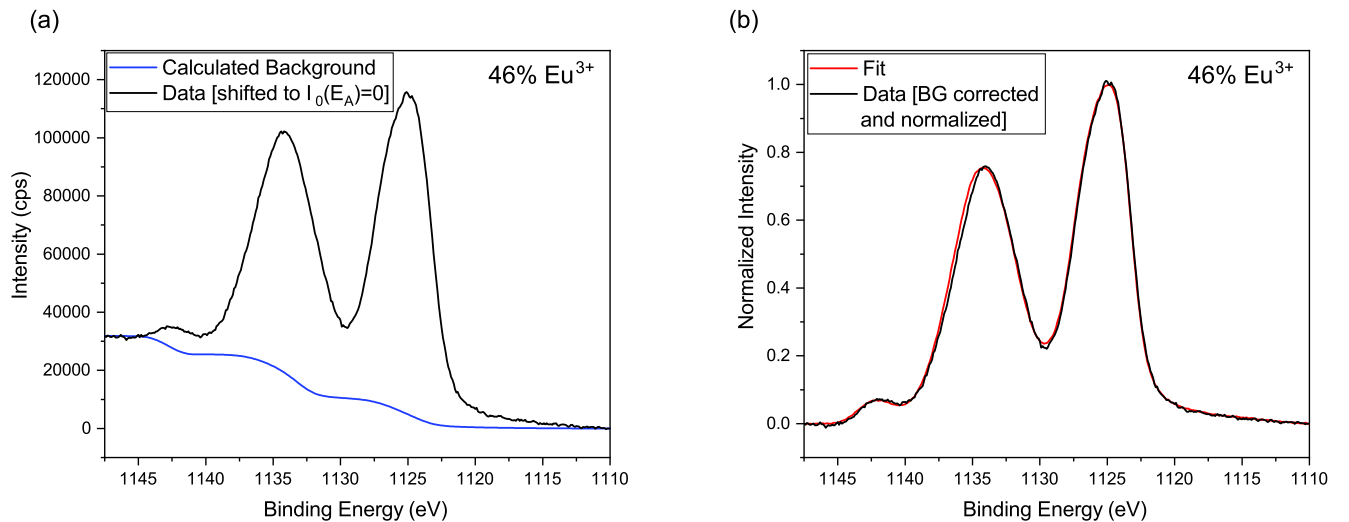 (a)
Calculated Background
Data [shifted to I₀(E_A)=0]
46% Eu³⁺
120000
100000
80000
60000
40000
20000
0
Intensity (cps)
1145 1140 1135 1130 1125 1120 1115 1110
Binding Energy (eV)
(b)
Fit
Data [BG corrected
and normalized]
46% Eu³⁺
1.0
0.8
0.6
0.4
0.2
0.0
Normalized Intensity
1145 1140 1135 1130 1125 1120 1115 1110
Binding Energy (eV)